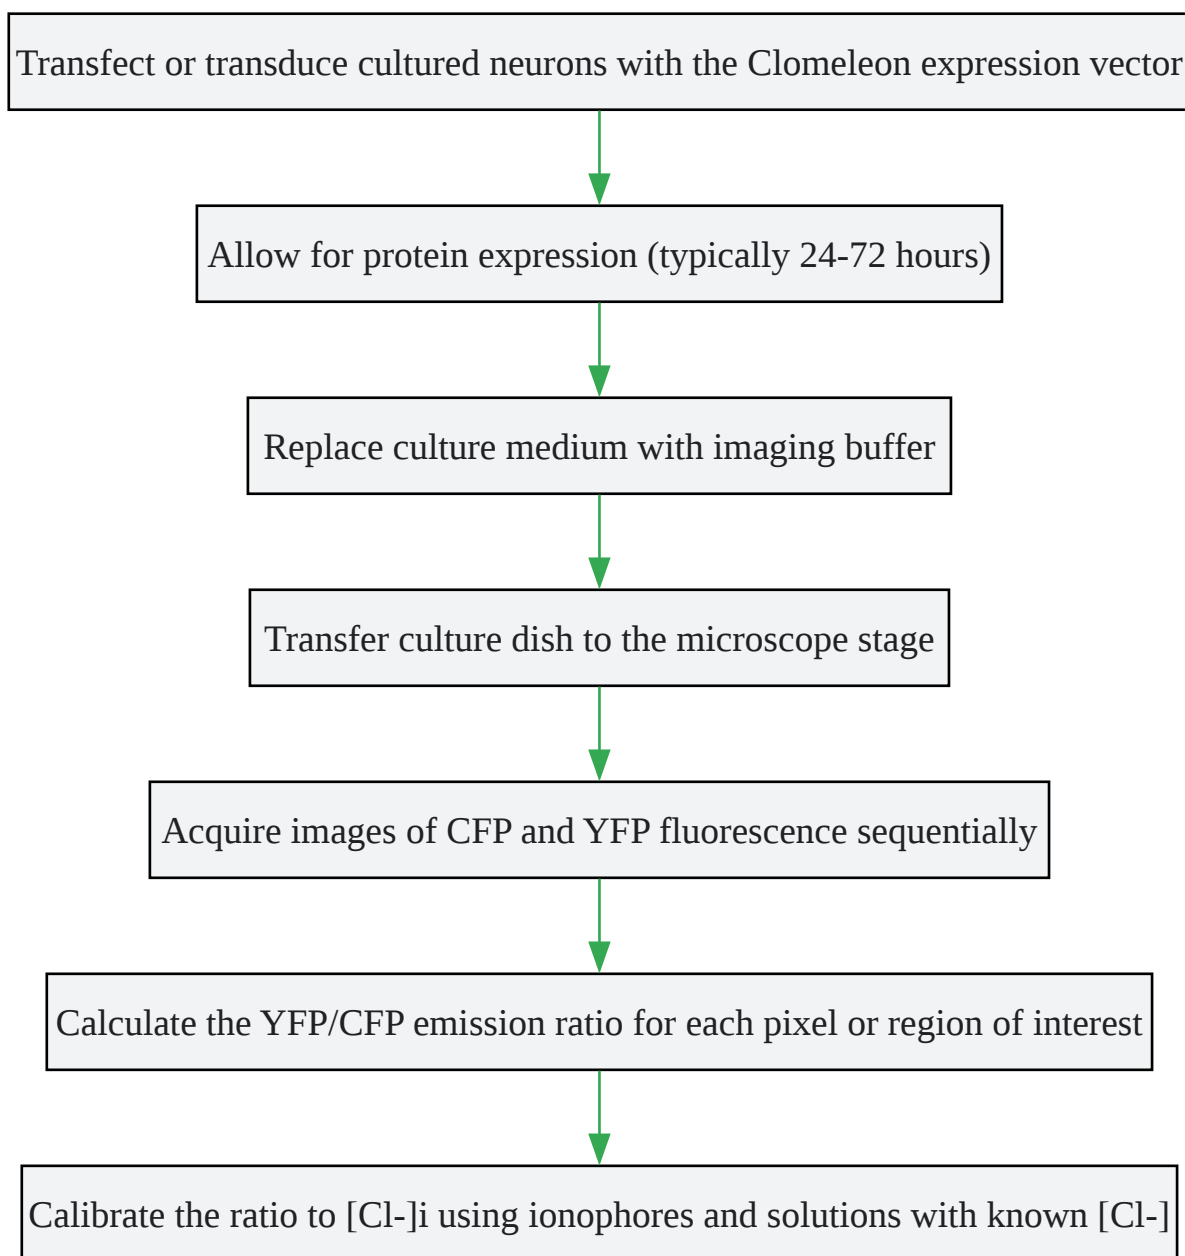 Transfect or transduce cultured neurons with the Clomeleon expression vector
Allow for protein expression (typically 24-72 hours)
Replace culture medium with imaging buffer
Transfer culture dish to the microscope stage
Acquire images of CFP and YFP fluorescence sequentially
Calculate the YFP/CFP emission ratio for each pixel or region of interest
Calibrate the ratio to [Cl-]i using ionophores and solutions with known [Cl-]